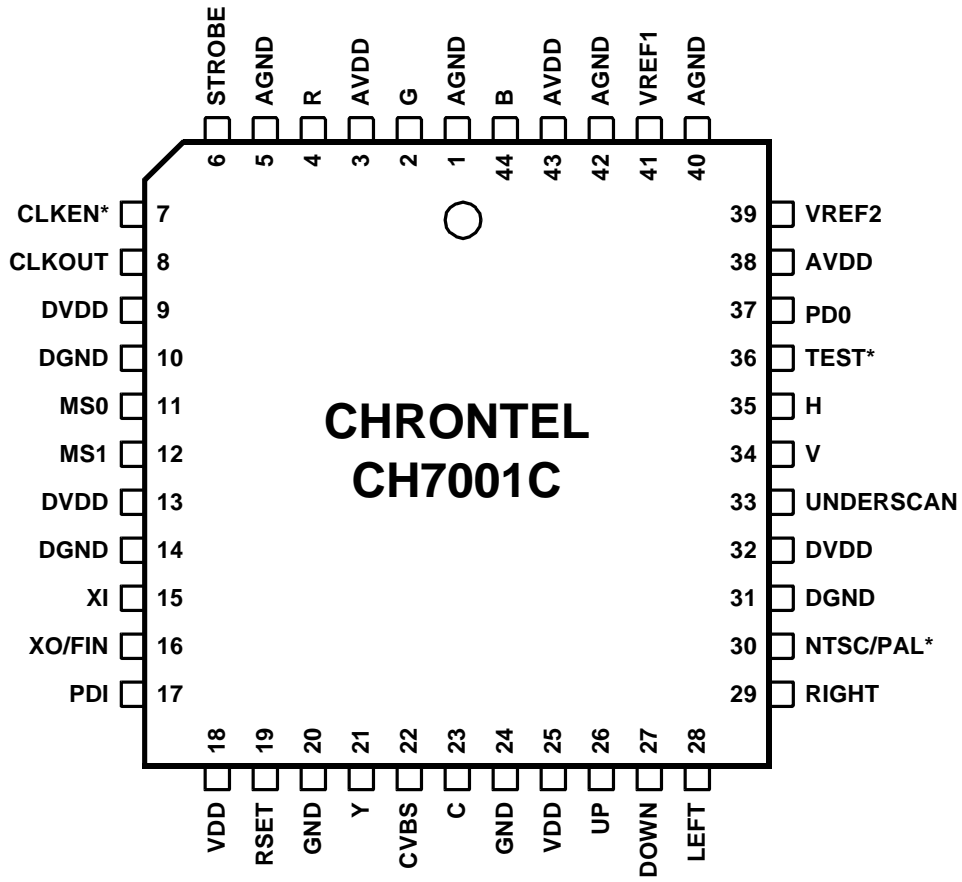 STROBE AGND R AVDD G AGND B AVDD AGND VREF1 AGND
6 5 4 3 2 1 44 43 42 41 40
CLKEN* 7 39 VREF2
CLKOUT 8 38 AVDD
DVDD 9 37 PD0
DGND 10 36 TEST*
MS0 11 35 H
MS1 12 34 V
DVDD 13 33 UNDERSCAN
DGND 14 32 DVDD
XI 15 31 DGND
XO/FIN 16 30 NTSC/PAL*
PDI 17 29 RIGHT
CHRONTEL
CH7001C
18 19 20 21 22 23 24 25 26 27 28
VDD RSET GND Y CVBS C GND VDD UP DOWN LEFT